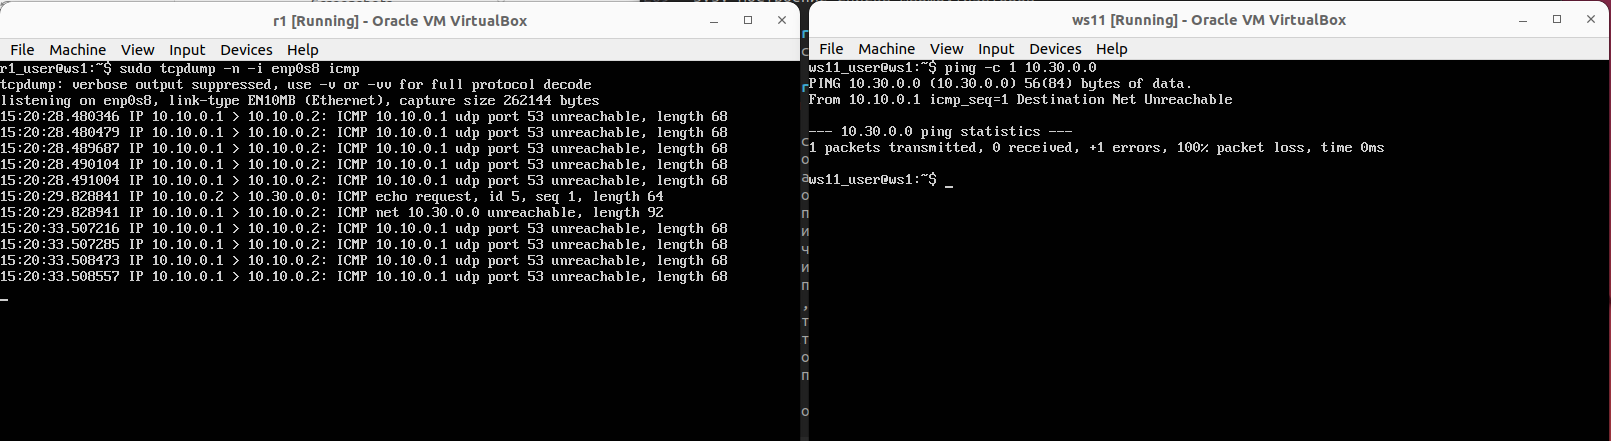 r1 [Running] - Oracle VM VirtualBox
File Machine View Input Devices Help
r1_user@ws1:~$ sudo tcpdump -n -i enp0s8 icmp
tcpdump: verbose output suppressed, use -v or -vv for full protocol decode
listening on enp0s8, link-type EN10MB (Ethernet), capture size 262144 bytes
15:20:28.480346 IP 10.10.0.1 > 10.10.0.2: ICMP 10.10.0.1 udp port 53 unreachable, length 68
15:20:28.480479 IP 10.10.0.1 > 10.10.0.2: ICMP 10.10.0.1 udp port 53 unreachable, length 68
15:20:28.489687 IP 10.10.0.1 > 10.10.0.2: ICMP 10.10.0.1 udp port 53 unreachable, length 68
15:20:28.490104 IP 10.10.0.1 > 10.10.0.2: ICMP 10.10.0.1 udp port 53 unreachable, length 68
15:20:28.491004 IP 10.10.0.1 > 10.10.0.2: ICMP 10.10.0.1 udp port 53 unreachable, length 68
15:20:29.828841 IP 10.10.0.2 > 10.30.0.0: ICMP echo request, id 5, seq 1, length 64
15:20:29.828941 IP 10.10.0.1 > 10.10.0.2: ICMP net 10.30.0.0 unreachable, length 92
15:20:33.507216 IP 10.10.0.1 > 10.10.0.2: ICMP 10.10.0.1 udp port 53 unreachable, length 68
15:20:33.507285 IP 10.10.0.1 > 10.10.0.2: ICMP 10.10.0.1 udp port 53 unreachable, length 68
15:20:33.508473 IP 10.10.0.1 > 10.10.0.2: ICMP 10.10.0.1 udp port 53 unreachable, length 68
15:20:33.508557 IP 10.10.0.1 > 10.10.0.2: ICMP 10.10.0.1 udp port 53 unreachable, length 68
ws11 [Running] - Oracle VM VirtualBox
File Machine View Input Devices Help
ws11_user@ws1:~$ ping -c 1 10.30.0.0
PING 10.30.0.0 (10.30.0.0) 56(84) bytes of data.
From 10.10.0.1 icmp_seq=1 Destination Net Unreachable
--- 10.30.0.0 ping statistics ---
1 packets transmitted, 0 received, +1 errors, 100% packet loss, time 0ms
ws11_user@ws1:~$ _